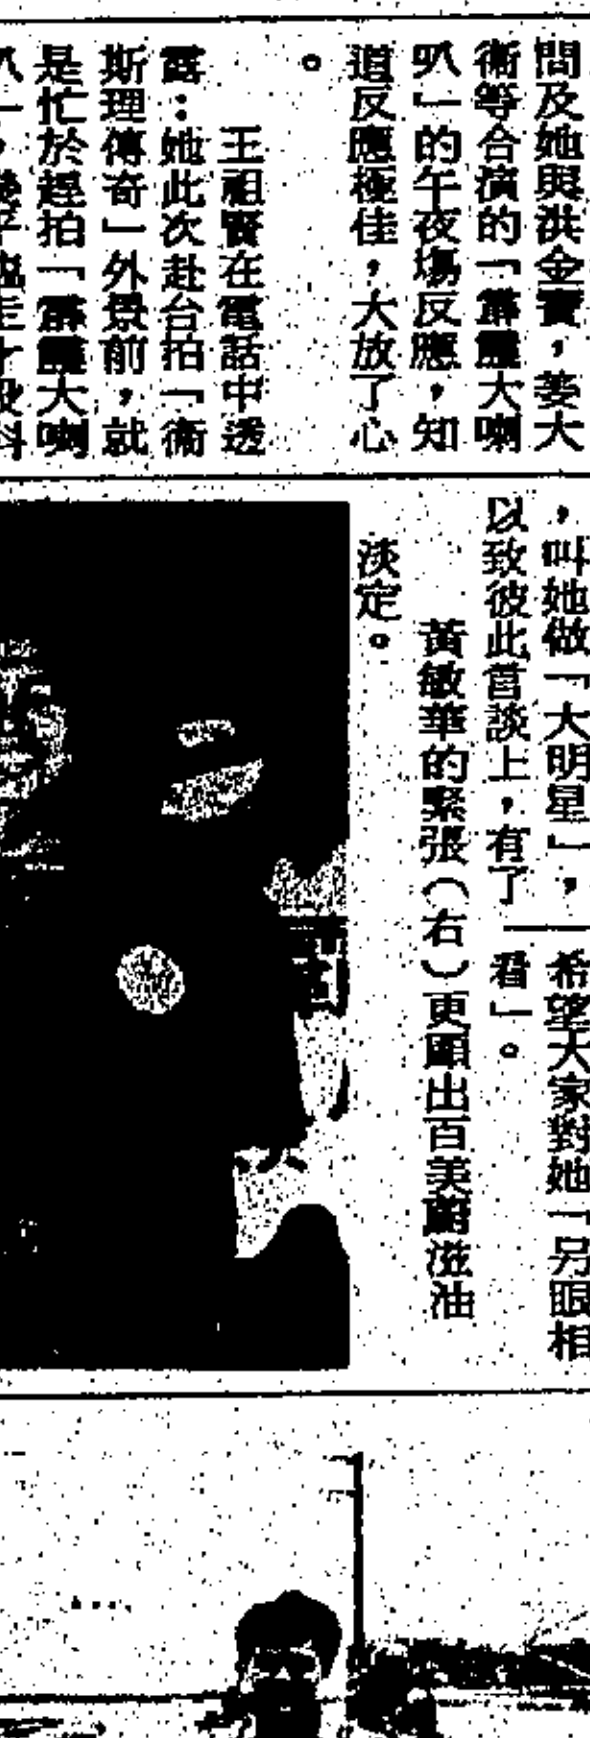 問及她與洪金寶，姜大
衞等合演的「霹靂大喇
叭」的午夜場反應，知
道反應極佳，大放了心
。
王祖賢在電話中透
露：她此次赴台拍「衞
斯理傳奇」外景前，就
是忙於趕拍「霹靂大喇
，叫她做「大明星」，
以致彼此言談上，有了
希望大家對她「另眼相
看」。
黃敏華的緊張（右）更顯出百美蔚滋油
淡定。